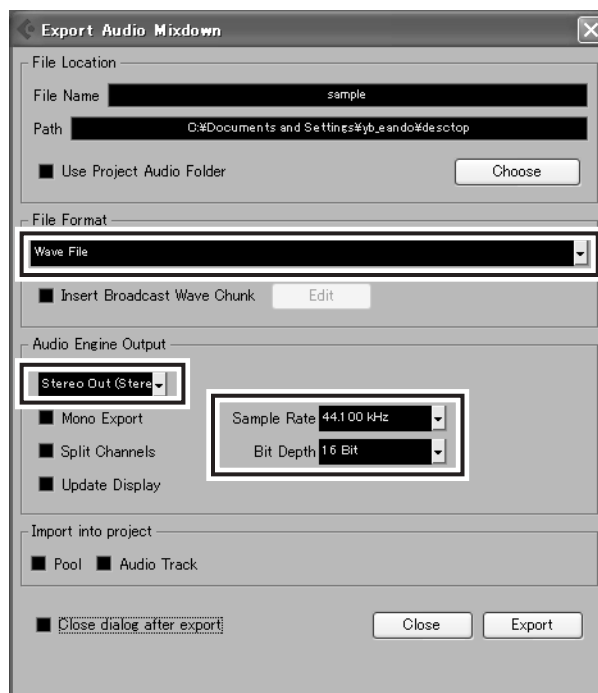 Export Audio Mixdown
File Location
File Name sample
Path C:¥Documents and Settings¥yb_eando¥desctop
Use Project Audio Folder Choose
File Format
Wave File
Insert Broadcast Wave Chunk Edit
Audio Engine Output
Stereo Out (Stere
Mono Export Sample Rate 44.100 kHz
Split Channels Bit Depth 16 Bit
Update Display
Import into project
Pool Audio Track
Close dialog after export Close Export